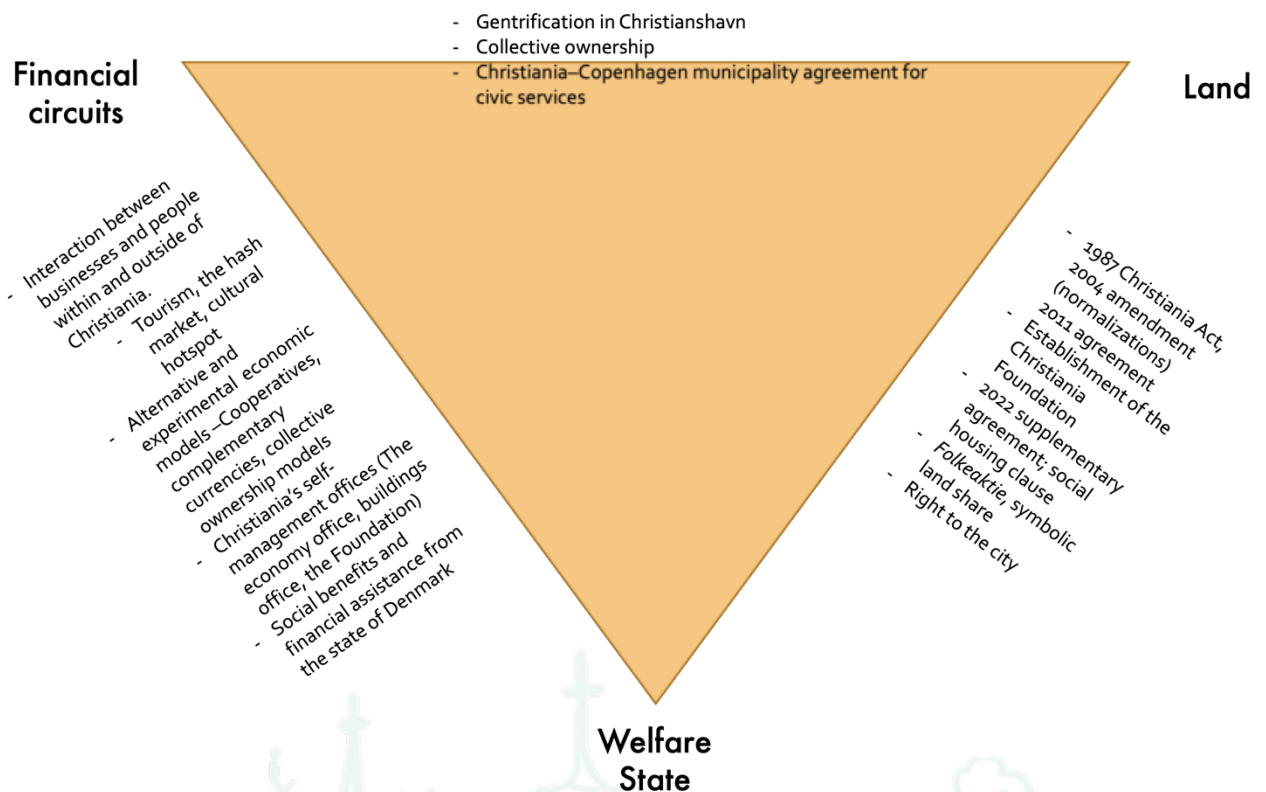 - Gentrification in Christianshavn
- Collective ownership
- Christiania–Copenhagen municipality agreement for
civic services
Financial
circuits
Land
- Interaction between
businesses and people
within and outside of
Christiania.
- Tourism, the hash
market, cultural
hotspot
- Alternative and
experimental economic
models –Cooperatives,
complementary
currencies, collective
ownership models
- Christiania's self-
management offices (The
economy office, buildings
office, the Foundation)
- Social benefits and
financial assistance from
the state of Denmark
- 1987 Christiania Act,
2004 amendment
(normalizations)
2011 agreement
- Establishment of the
Christiania
Foundation
- 2022 supplementary
agreement; social
housing clause
- Folkeaktie, symbolic
land share
- Right to the city
Welfare
State